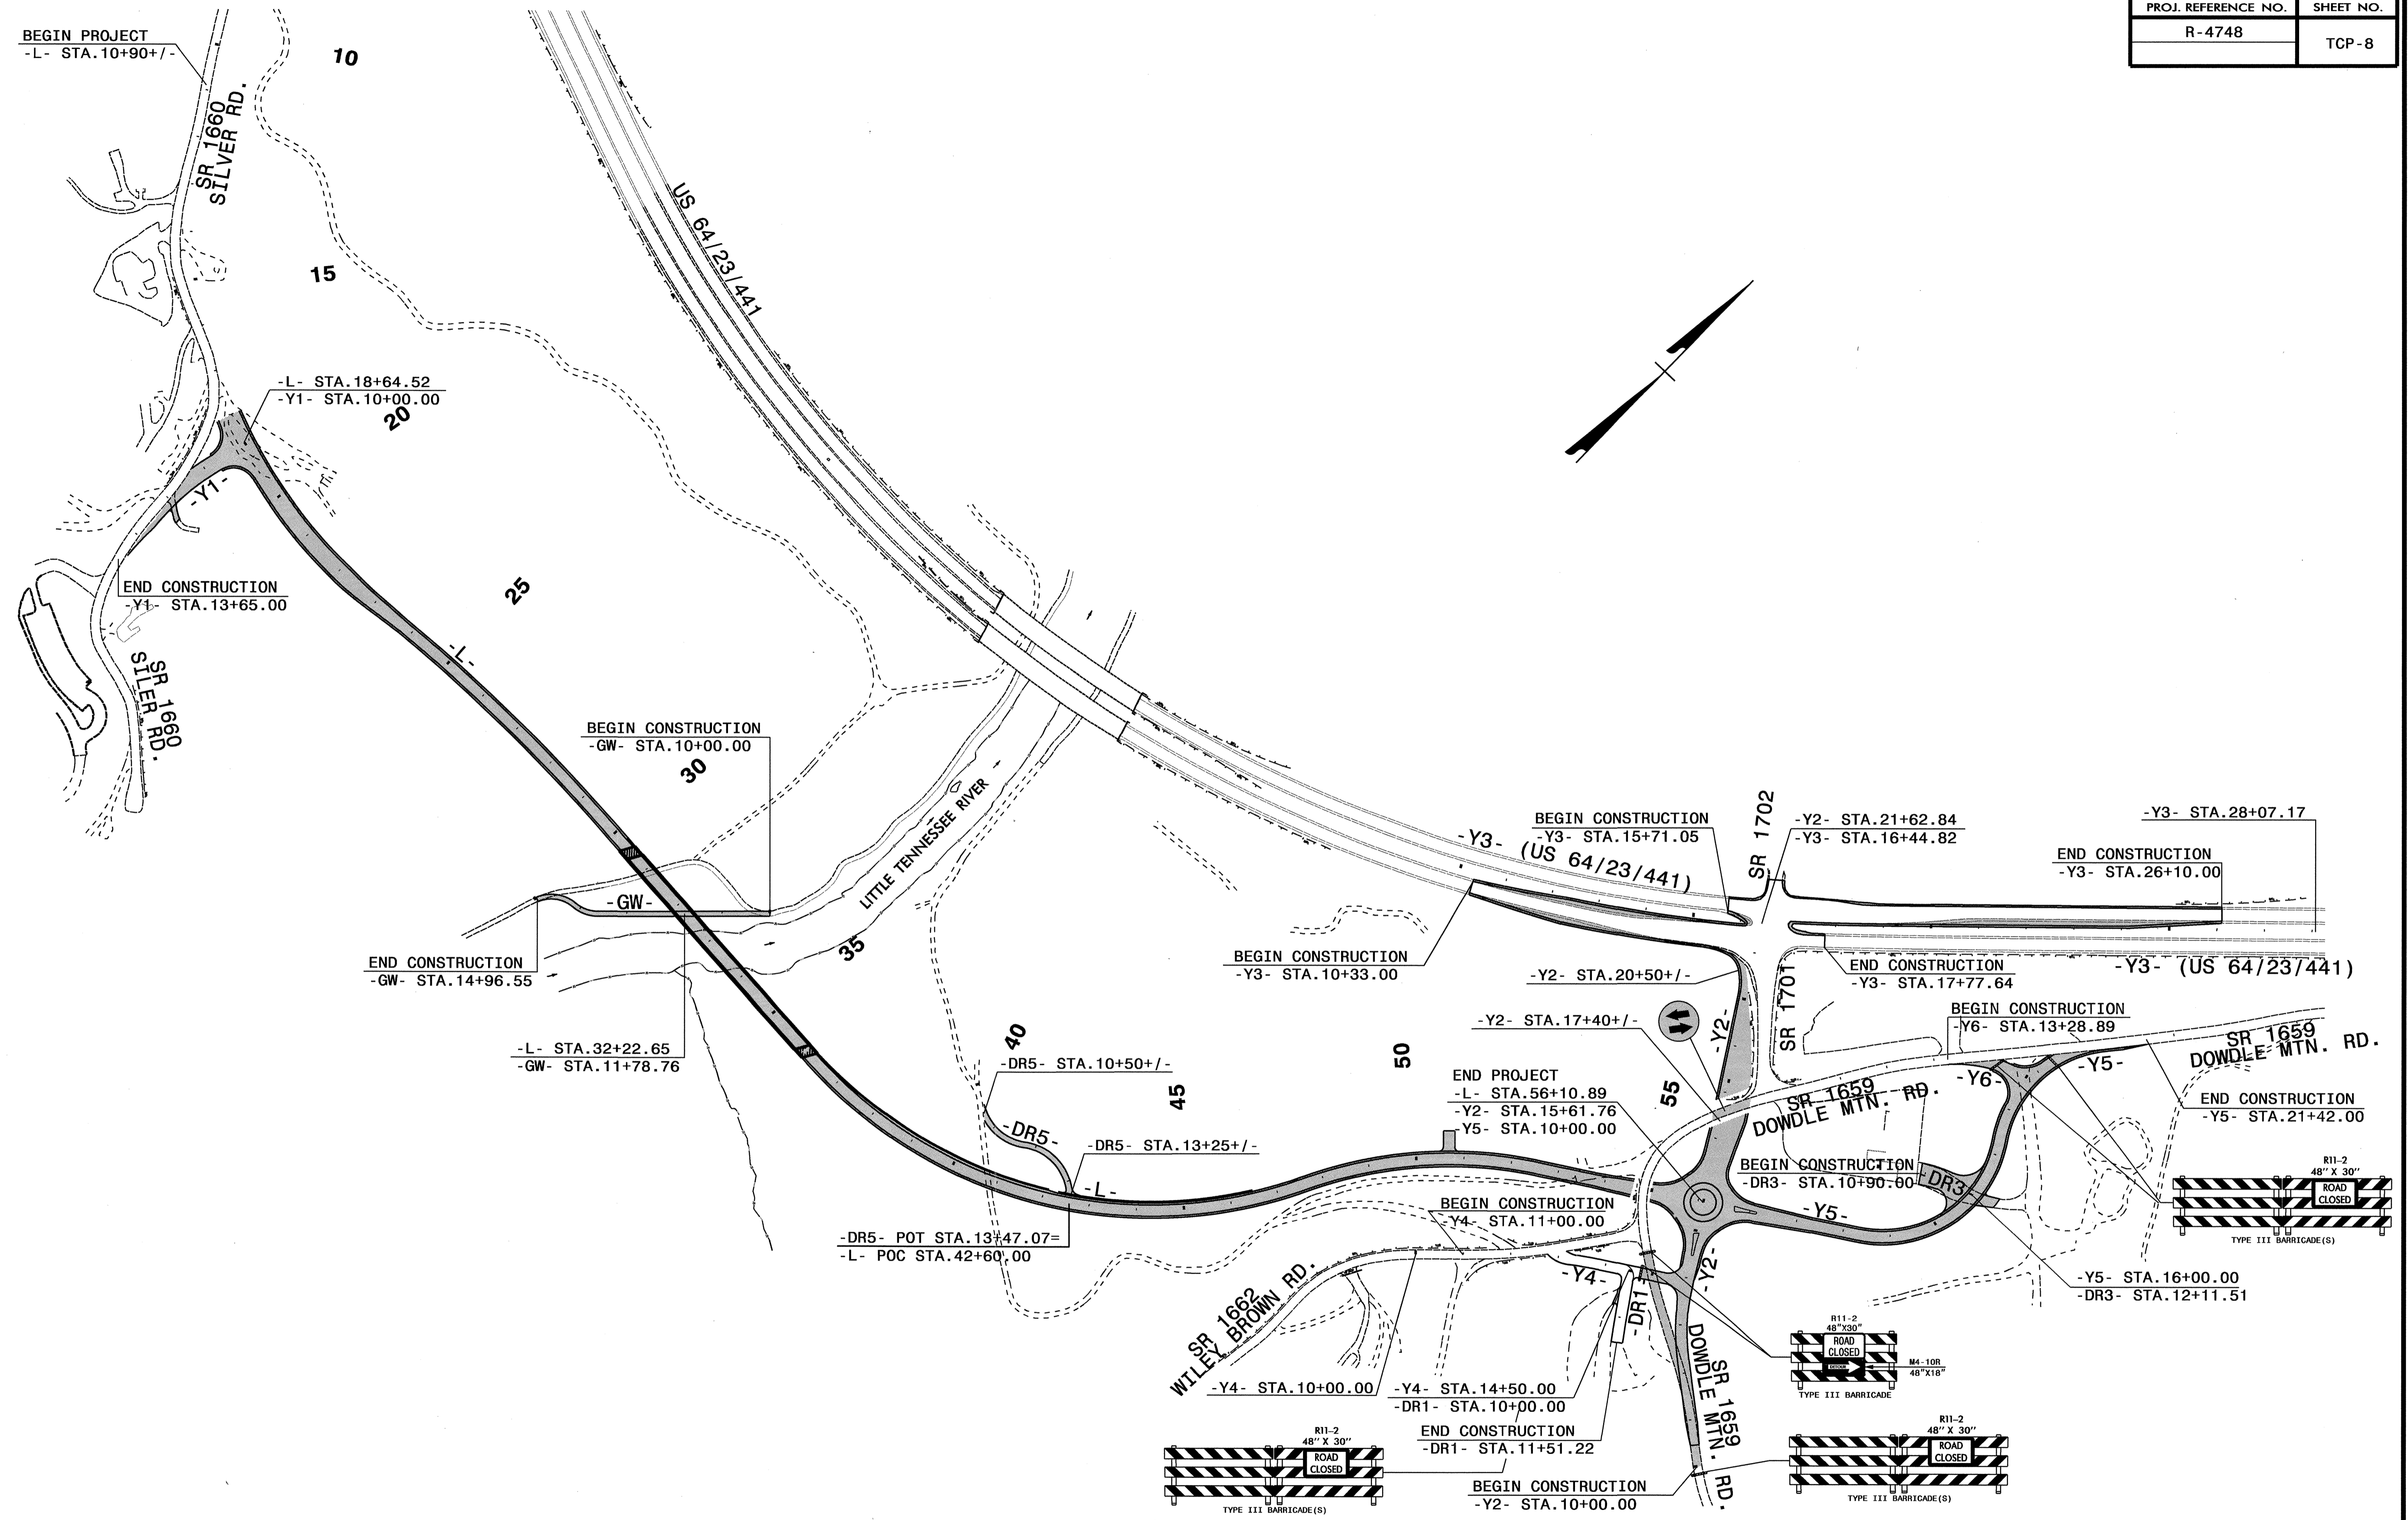 PROJ. REFERENCE NO.
SHEET NO.
R-4748
TCP-8
BEGIN PROJECT
-L- STA.10+90+/-
SR 1660
SILVER RD.
10
15
US 64/23/441
-L- STA.18+64.52
-Y1- STA.10+00.00
20
-Y1-
END CONSTRUCTION
-Y1- STA.13+65.00
25
SR 1660
SILER RD.
-L-
BEGIN CONSTRUCTION
-GW- STA.10+00.00
30
LITTLE TENNESSEE RIVER
-GW-
35
END CONSTRUCTION
-GW- STA.14+96.55
-L- STA.32+22.65
-GW- STA.11+78.76
BEGIN CONSTRUCTION
-Y3- STA.15+71.05
SR 1702
-Y2- STA.21+62.84
-Y3- STA.16+44.82
-Y3- STA.28+07.17
-Y3- (US 64/23/441)
END CONSTRUCTION
-Y3- STA.26+10.00
BEGIN CONSTRUCTION
-Y3- STA.10+33.00
-Y2- STA.20+50+/-
END CONSTRUCTION
-Y3- STA.17+77.64
-Y3- (US 64/23/441)
SR 1701
-Y2-
-Y2- STA.17+40+/-
BEGIN CONSTRUCTION
-Y6- STA.13+28.89
SR 1659
DOWDLE MTN. RD.
40
-DR5- STA.10+50+/-
45
50
55
END PROJECT
-L- STA.56+10.89
-Y2- STA.15+61.76
-Y5- STA.10+00.00
SR 1659
DOWDLE MTN. RD.
-Y6-
-Y5-
END CONSTRUCTION
-Y5- STA.21+42.00
-DR5-
-DR5- STA.13+25+/-
-L-
BEGIN CONSTRUCTION
-DR3- STA.10+90.00
-DR3-
R11-2
48" X 30"
ROAD
CLOSED
TYPE III BARRICADE(S)
BEGIN CONSTRUCTION
-Y4- STA.11+00.00
-Y5-
-DR5- POT STA.13+47.07=
-L- POC STA.42+60.00
-Y4-
-Y2-
-DR1-
-Y5- STA.16+00.00
-DR3- STA.12+11.51
SR 1662
WILEY BROWN RD.
R11-2
48"X30"
ROAD
CLOSED
DETOUR
M4-10R
48"X18"
TYPE III BARRICADE
-Y4- STA.10+00.00
-Y4- STA.14+50.00
-DR1- STA.10+00.00
SR 1659
DOWDLE MTN. RD.
END CONSTRUCTION
-DR1- STA.11+51.22
R11-2
48" X 30"
ROAD
CLOSED
TYPE III BARRICADE(S)
BEGIN CONSTRUCTION
-Y2- STA.10+00.00
R11-2
48" X 30"
ROAD
CLOSED
TYPE III BARRICADE(S)